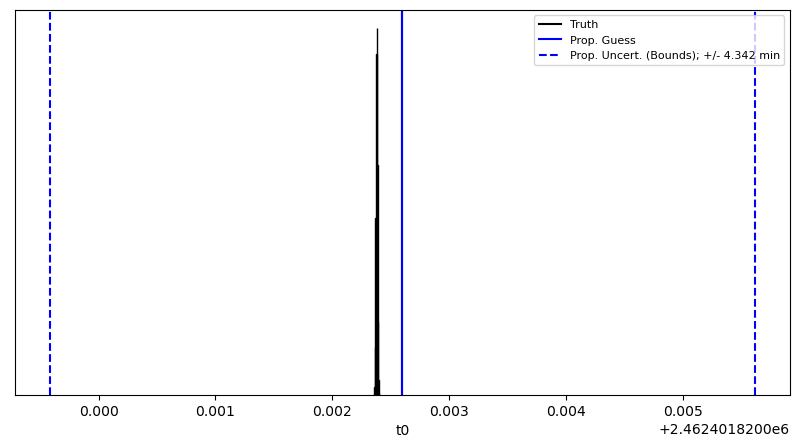 Truth
Prop. Guess
Prop. Uncert. (Bounds); +/- 4.342 min
0.000 0.001 0.002 0.003 0.004 0.005
t0
+2.4624018200e6